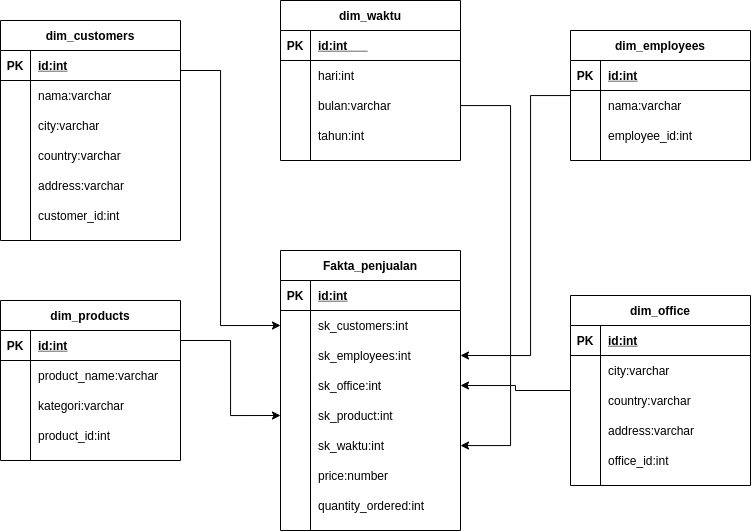 dim_customers
PK id:int
nama:varchar
city:varchar
country:varchar
address:varchar
customer_id:int
dim_waktu
PK id:int
hari:int
bulan:varchar
tahun:int
dim_employees
PK id:int
nama:varchar
employee_id:int
dim_products
PK id:int
product_name:varchar
kategori:varchar
product_id:int
Fakta_penjualan
PK id:int
sk_customers:int
sk_employees:int
sk_office:int
sk_product:int
sk_waktu:int
price:number
quantity_ordered:int
dim_office
PK id:int
city:varchar
country:varchar
address:varchar
office_id:int